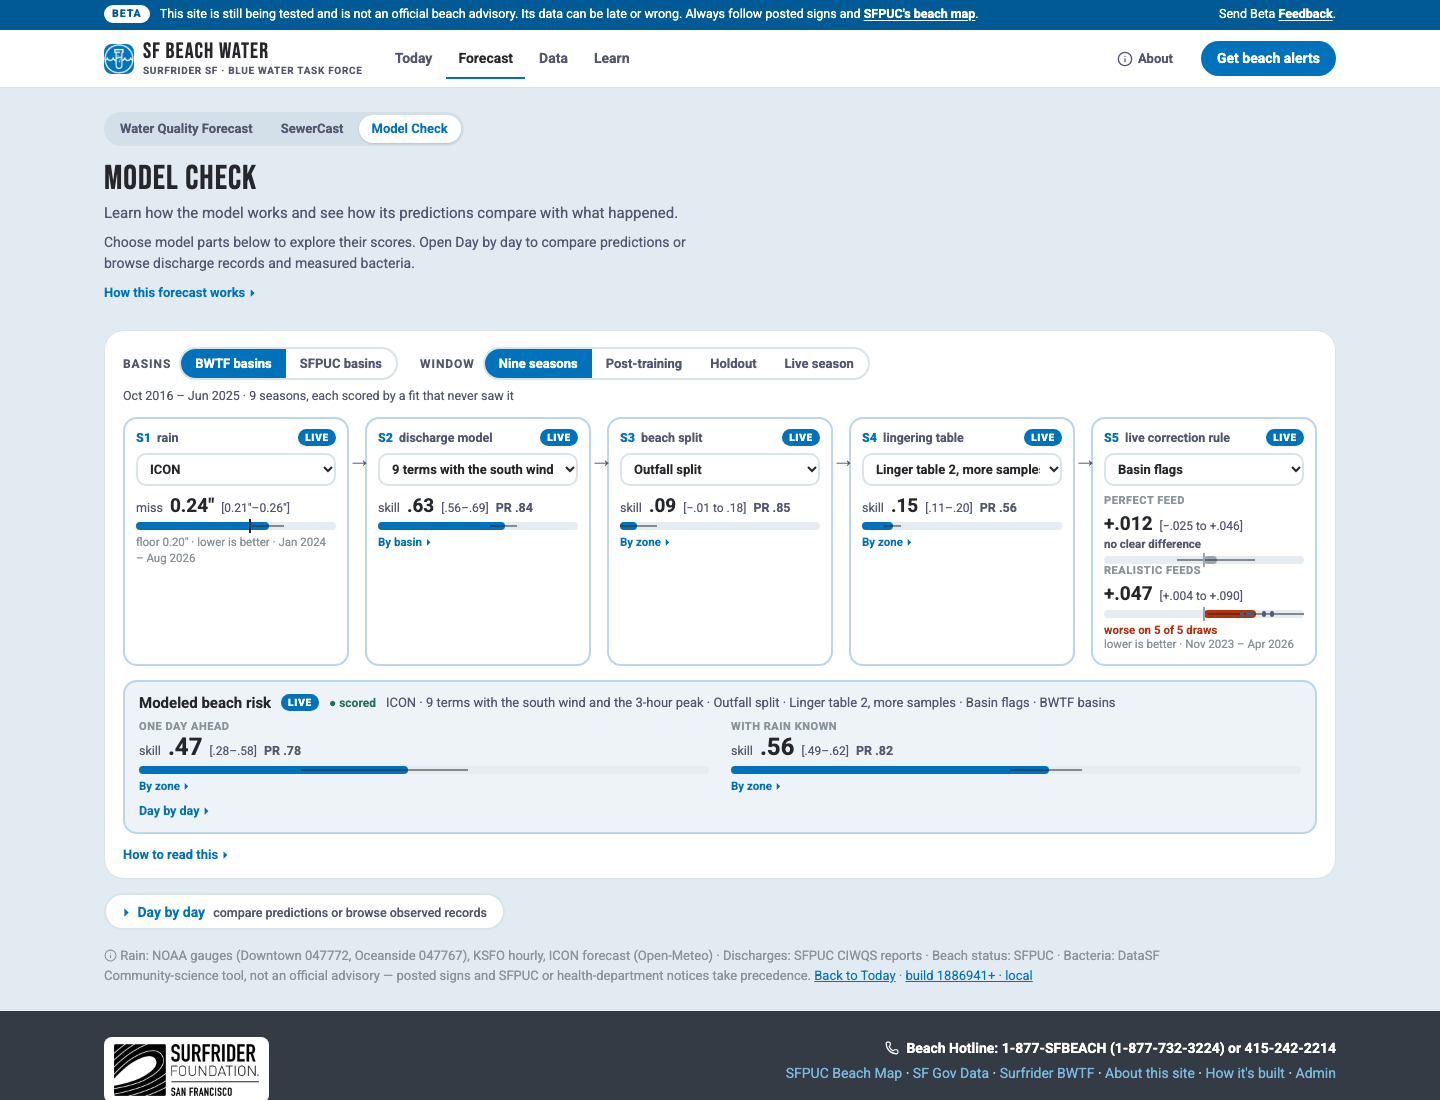 BETA This site is still being tested and is not an official beach advisory. Its data can be late or wrong. Always follow posted signs and SFPUC's beach map.
Send Beta Feedback.
SF BEACH WATER
SURFRIDER SF · BLUE WATER TASK FORCE
Today Forecast Data Learn
About
Get beach alerts
Water Quality Forecast SewerCast Model Check
MODEL CHECK
Learn how the model works and see how its predictions compare with what happened.
Choose model parts below to explore their scores. Open Day by day to compare predictions or
browse discharge records and measured bacteria.
How this forecast works
BASINS BWTF basins SFPUC basins WINDOW Nine seasons Post-training Holdout Live season
Oct 2016 – Jun 2025 · 9 seasons, each scored by a fit that never saw it
S1 rain LIVE
ICON
miss 0.24" [0.21"–0.26"]
floor 0.20" · lower is better · Jan 2024
– Aug 2026
→
S2 discharge model LIVE
9 terms with the south wind
skill .63 [.56–.69] PR .84
By basin
→
S3 beach split LIVE
Outfall split
skill .09 [−.01 to .18] PR .85
By zone
→
S4 lingering table LIVE
Linger table 2, more samples
skill .15 [.11–.20] PR .56
By zone
→
S5 live correction rule LIVE
Basin flags
PERFECT FEED
+.012 [−.025 to +.046]
no clear difference
REALISTIC FEEDS
+.047 [+.004 to +.090]
worse on 5 of 5 draws
lower is better · Nov 2023 – Apr 2026
Modeled beach risk LIVE ● scored ICON · 9 terms with the south wind and the 3-hour peak · Outfall split · Linger table 2, more samples · Basin flags · BWTF basins
ONE DAY AHEAD
skill .47 [.28–.58] PR .78
By zone
WITH RAIN KNOWN
skill .56 [.49–.62] PR .82
By zone
Day by day
How to read this
Day by day compare predictions or browse observed records
Rain: NOAA gauges (Downtown 047772, Oceanside 047767), KSFO hourly, ICON forecast (Open-Meteo) · Discharges: SFPUC CIWQS reports · Beach status: SFPUC · Bacteria: DataSF
Community-science tool, not an official advisory — posted signs and SFPUC or health-department notices take precedence. Back to Today · build 1886941+ · local
SURFRIDER
FOUNDATION.
SAN FRANCISCO
Beach Hotline: 1-877-SFBEACH (1-877-732-3224) or 415-242-2214
SFPUC Beach Map · SF Gov Data · Surfrider BWTF · About this site · How it's built · Admin